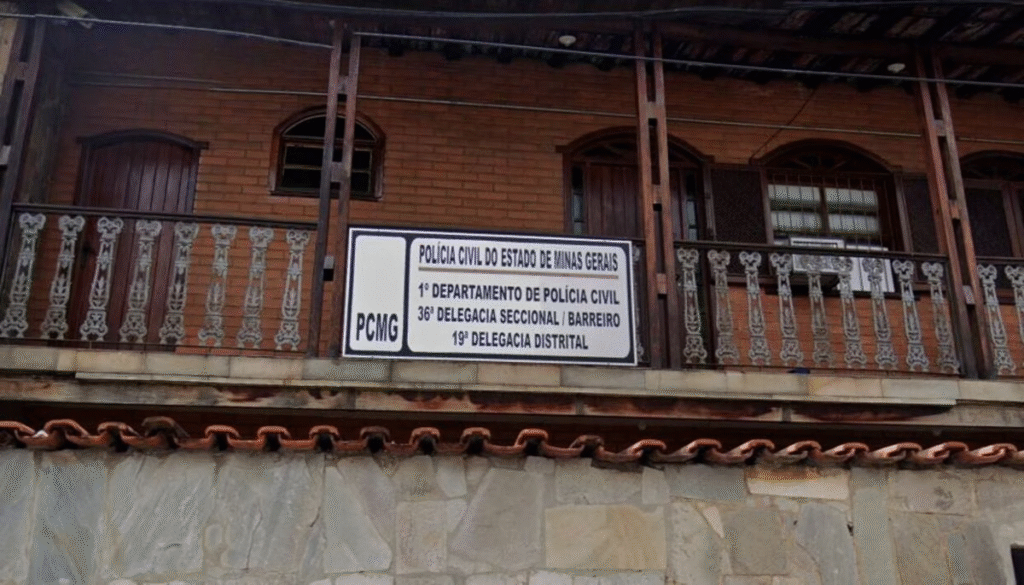 POLÍCIA CIVIL DO ESTADO DE MINAS GERAIS
1º DEPARTAMENTO DE POLÍCIA CIVIL
36ª DELEGACIA SECCIONAL / BARREIRO
19ª DELEGACIA DISTRITAL
PCMG